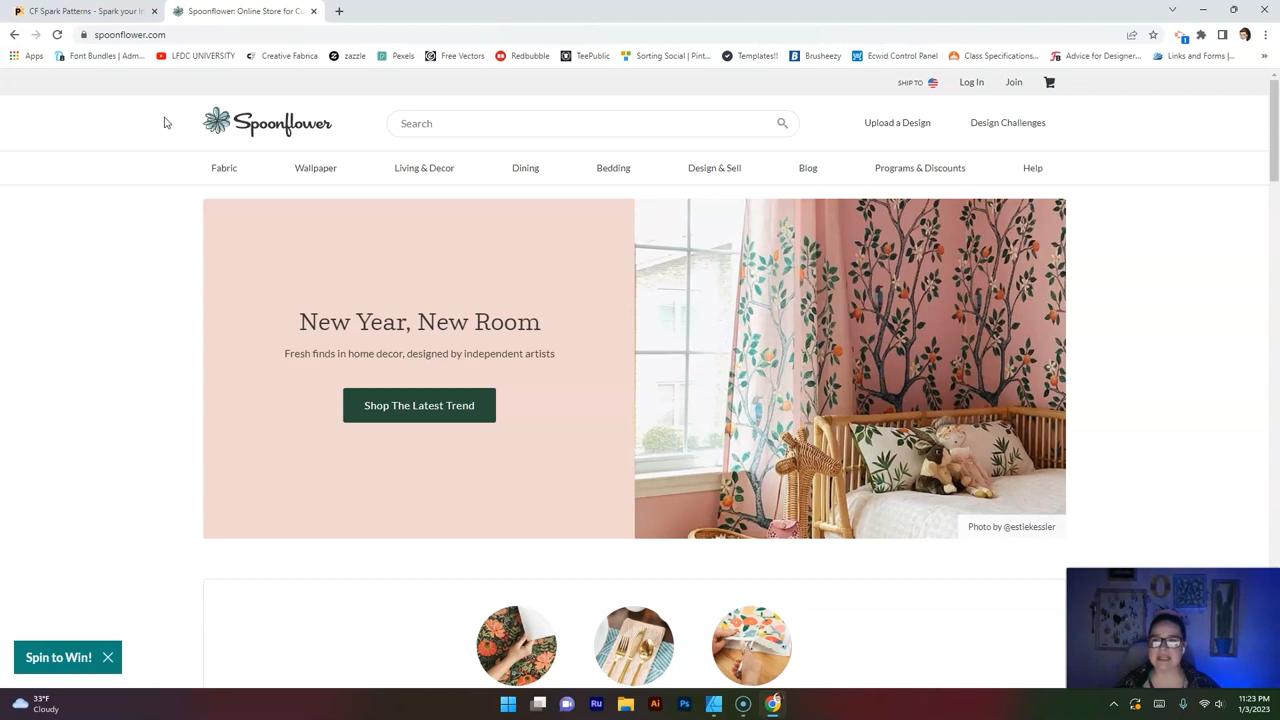 CF Spark Patterns - Your In
Spoonflower: Online Store for Cu
spoonflower.com
Apps
Font Bundles | Adm...
LFDC UNIVERSITY
Creative Fabrica
zazzle
Pexels
Free Vectors
Redbubble
TeePublic
Sorting Social | Pint...
Templates!!
Brusheezy
Ecwid Control Panel
Class Specifications...
Advice for Designer...
Links and Forms |...
SHIP TO
Log In
Join
Spoonflower
Search
Upload a Design
Design Challenges
Fabric
Wallpaper
Living & Decor
Dining
Bedding
Design & Sell
Blog
Programs & Discounts
Help
New Year, New Room
Fresh finds in home decor, designed by independent artists
Shop The Latest Trend
Photo by @estiekessler
Spin to Win!
33°F
Cloudy
Ru
Ai
Ps
11:23 PM
1/3/2023